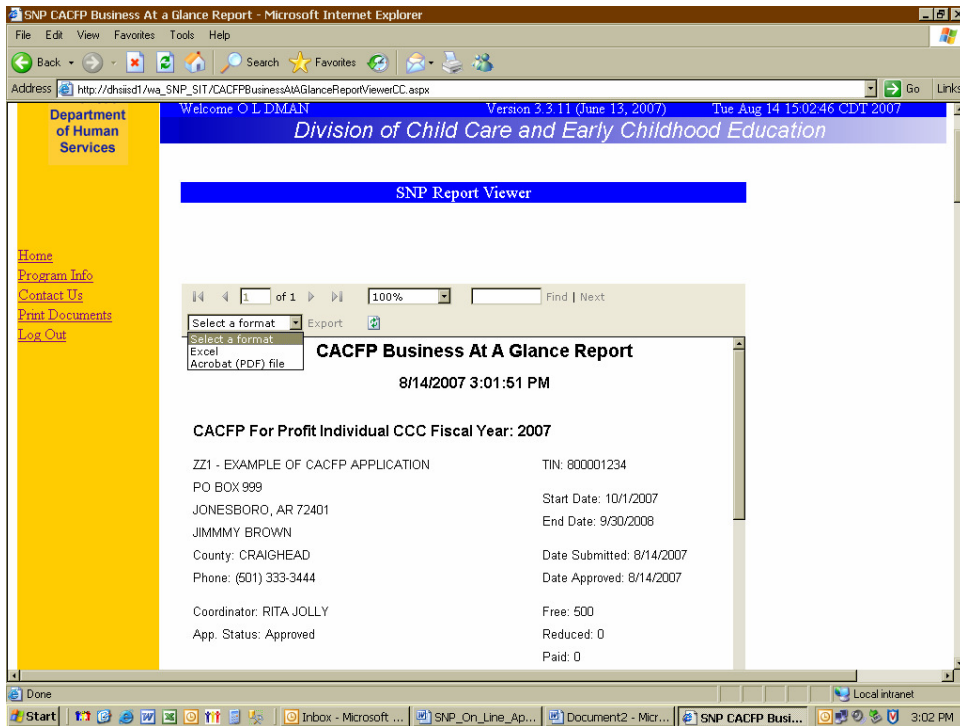 SNP CACFP Business At a Glance Report - Microsoft Internet Explorer
File Edit View Favorites Tools Help
Back Search Favorites
Address http://dhsiisd1/wa_SNP_SIT/CACFPBusinessAtAGlanceReportViewerCC.aspx Go Links
Department of Human Services
Welcome O L DMAN Version 3.3.11 (June 13, 2007) Tue Aug 14 15:02:46 CDT 2007
Division of Child Care and Early Childhood Education
SNP Report Viewer
Home
Program Info
Contact Us
Print Documents
Log Out
1 of 1 100% Find | Next
Select a format Export
Select a format
Excel
Acrobat (PDF) file
CACFP Business At A Glance Report
8/14/2007 3:01:51 PM
CACFP For Profit Individual CCC Fiscal Year: 2007
ZZ1 - EXAMPLE OF CACFP APPLICATION TIN: 800001234
PO BOX 999
Start Date: 10/1/2007
JONESBORO, AR 72401
End Date: 9/30/2008
JIMMMY BROWN
County: CRAIGHEAD Date Submitted: 8/14/2007
Phone: (501) 333-3444 Date Approved: 8/14/2007
Coordinator: RITA JOLLY Free: 500
App. Status: Approved Reduced: 0
Paid: 0
Done Local intranet
Start Inbox - Microsoft ... SNP_On_Line_Ap... Document2 - Micr... SNP CACFP Busi... 3:02 PM